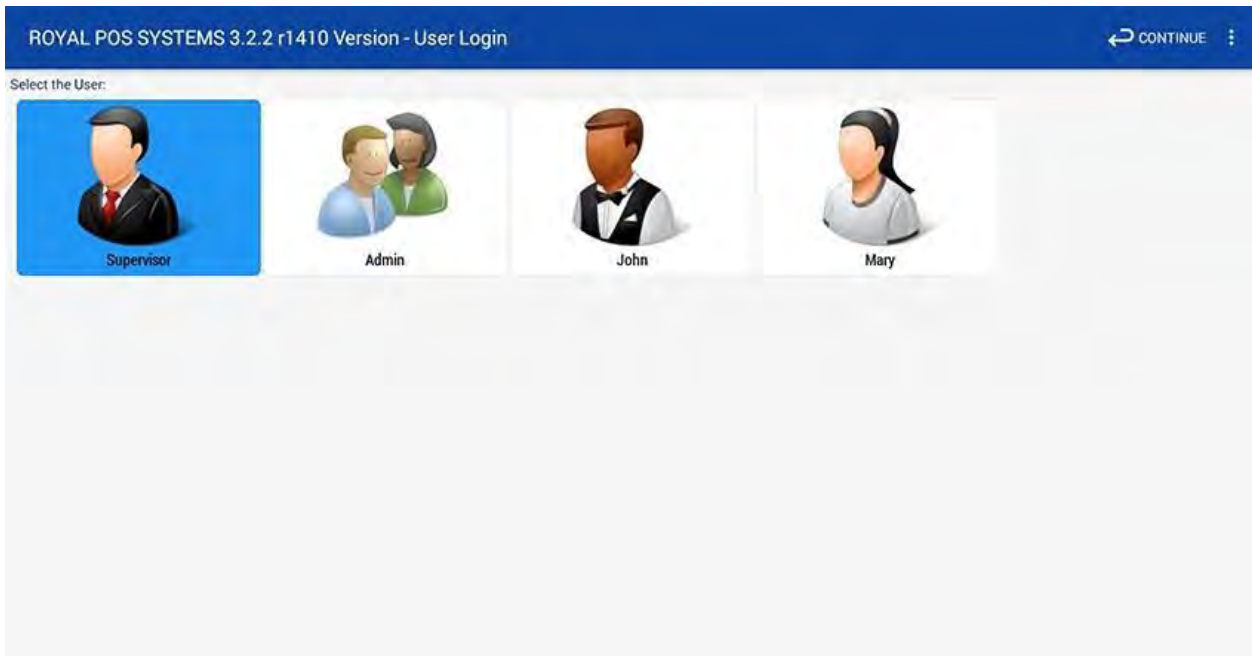 ROYAL POS SYSTEMS 3.2.2 r1410 Version - User Login
CONTINUE
Select the User:
Supervisor
Admin
John
Mary